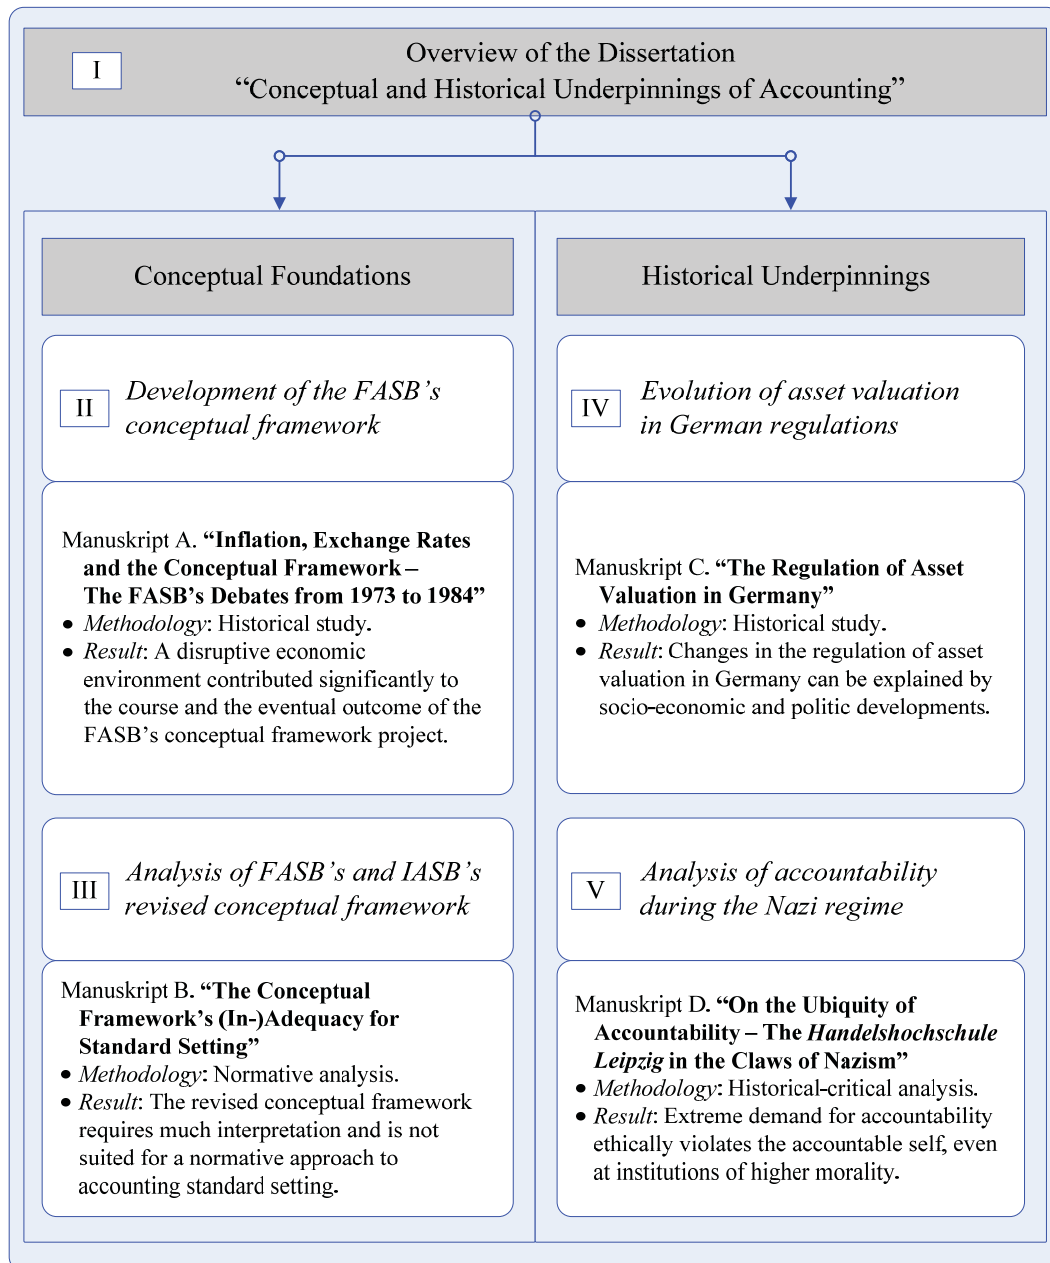 I
Overview of the Dissertation
“Conceptual and Historical Underpinnings of Accounting”
Conceptual Foundations
II
Development of the FASB’s
conceptual framework
Manuskript A. “Inflation, Exchange Rates
and the Conceptual Framework –
The FASB’s Debates from 1973 to 1984”
• Methodology: Historical study.
• Result: A disruptive economic
environment contributed significantly to
the course and the eventual outcome of the
FASB’s conceptual framework project.
III
Analysis of FASB’s and IASB’s
revised conceptual framework
Manuskript B. “The Conceptual
Framework’s (In-)Adequacy for
Standard Setting”
• Methodology: Normative analysis.
• Result: The revised conceptual framework
requires much interpretation and is not
suited for a normative approach to
accounting standard setting.
Historical Underpinnings
IV
Evolution of asset valuation
in German regulations
Manuskript C. “The Regulation of Asset
Valuation in Germany”
• Methodology: Historical study.
• Result: Changes in the regulation of asset
valuation in Germany can be explained by
socio-economic and politic developments.
V
Analysis of accountability
during the Nazi regime
Manuskript D. “On the Ubiquity of
Accountability – The Handelshochschule
Leipzig in the Claws of Nazism”
• Methodology: Historical-critical analysis.
• Result: Extreme demand for accountability
ethically violates the accountable self, even
at institutions of higher morality.